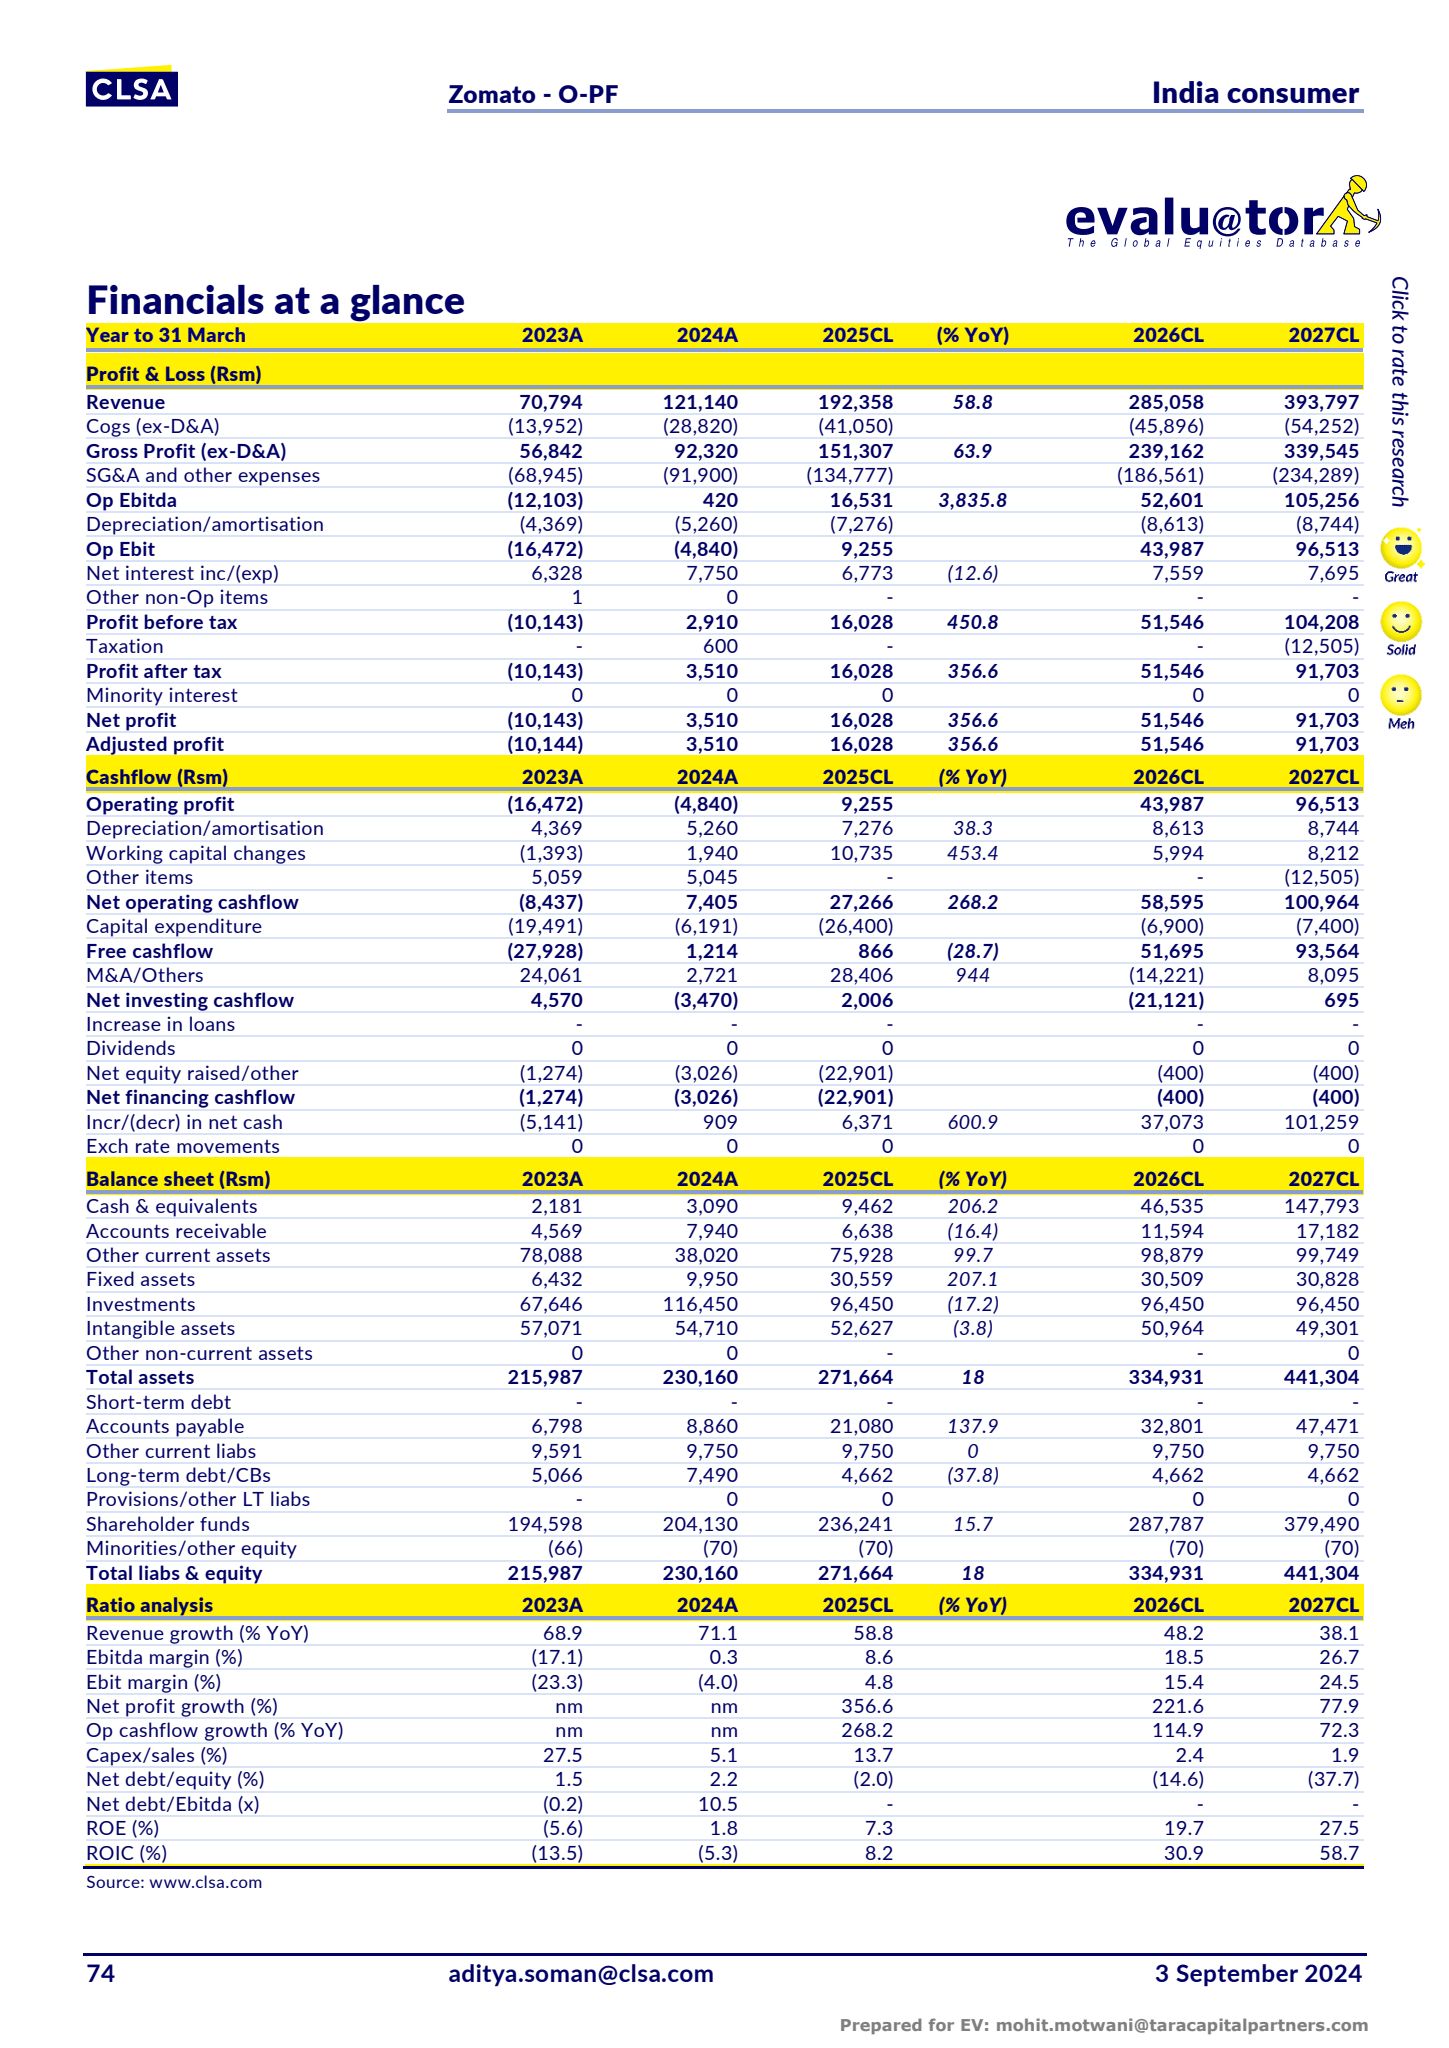 CLSA
Zomato - O-PF
India consumer
evalu@tor
The Global Equities Database
Click to rate this research
Great
Solid
Meh
Financials at a glance
Year to 31 March 2023A 2024A 2025CL (% YoY) 2026CL 2027CL
Profit & Loss (Rsm)
Revenue 70,794 121,140 192,358 58.8 285,058 393,797
Cogs (ex-D&A) (13,952) (28,820) (41,050) (45,896) (54,252)
Gross Profit (ex-D&A) 56,842 92,320 151,307 63.9 239,162 339,545
SG&A and other expenses (68,945) (91,900) (134,777) (186,561) (234,289)
Op Ebitda (12,103) 420 16,531 3,835.8 52,601 105,256
Depreciation/amortisation (4,369) (5,260) (7,276) (8,613) (8,744)
Op Ebit (16,472) (4,840) 9,255 43,987 96,513
Net interest inc/(exp) 6,328 7,750 6,773 (12.6) 7,559 7,695
Other non-Op items 1 0 - - -
Profit before tax (10,143) 2,910 16,028 450.8 51,546 104,208
Taxation - 600 - - (12,505)
Profit after tax (10,143) 3,510 16,028 356.6 51,546 91,703
Minority interest 0 0 0 0 0
Net profit (10,143) 3,510 16,028 356.6 51,546 91,703
Adjusted profit (10,144) 3,510 16,028 356.6 51,546 91,703
Cashflow (Rsm) 2023A 2024A 2025CL (% YoY) 2026CL 2027CL
Operating profit (16,472) (4,840) 9,255 43,987 96,513
Depreciation/amortisation 4,369 5,260 7,276 38.3 8,613 8,744
Working capital changes (1,393) 1,940 10,735 453.4 5,994 8,212
Other items 5,059 5,045 - - (12,505)
Net operating cashflow (8,437) 7,405 27,266 268.2 58,595 100,964
Capital expenditure (19,491) (6,191) (26,400) (6,900) (7,400)
Free cashflow (27,928) 1,214 866 (28.7) 51,695 93,564
M&A/Others 24,061 2,721 28,406 944 (14,221) 8,095
Net investing cashflow 4,570 (3,470) 2,006 (21,121) 695
Increase in loans - - - - -
Dividends 0 0 0 0 0
Net equity raised/other (1,274) (3,026) (22,901) (400) (400)
Net financing cashflow (1,274) (3,026) (22,901) (400) (400)
Incr/(decr) in net cash (5,141) 909 6,371 600.9 37,073 101,259
Exch rate movements 0 0 0 0 0
Balance sheet (Rsm) 2023A 2024A 2025CL (% YoY) 2026CL 2027CL
Cash & equivalents 2,181 3,090 9,462 206.2 46,535 147,793
Accounts receivable 4,569 7,940 6,638 (16.4) 11,594 17,182
Other current assets 78,088 38,020 75,928 99.7 98,879 99,749
Fixed assets 6,432 9,950 30,559 207.1 30,509 30,828
Investments 67,646 116,450 96,450 (17.2) 96,450 96,450
Intangible assets 57,071 54,710 52,627 (3.8) 50,964 49,301
Other non-current assets 0 0 - - 0
Total assets 215,987 230,160 271,664 18 334,931 441,304
Short-term debt - - - - -
Accounts payable 6,798 8,860 21,080 137.9 32,801 47,471
Other current liabs 9,591 9,750 9,750 0 9,750 9,750
Long-term debt/CBs 5,066 7,490 4,662 (37.8) 4,662 4,662
Provisions/other LT liabs - 0 0 0 0
Shareholder funds 194,598 204,130 236,241 15.7 287,787 379,490
Minorities/other equity (66) (70) (70) (70) (70)
Total liabs & equity 215,987 230,160 271,664 18 334,931 441,304
Ratio analysis 2023A 2024A 2025CL (% YoY) 2026CL 2027CL
Revenue growth (% YoY) 68.9 71.1 58.8 48.2 38.1
Ebitda margin (%) (17.1) 0.3 8.6 18.5 26.7
Ebit margin (%) (23.3) (4.0) 4.8 15.4 24.5
Net profit growth (%) nm nm 356.6 221.6 77.9
Op cashflow growth (% YoY) nm nm 268.2 114.9 72.3
Capex/sales (%) 27.5 5.1 13.7 2.4 1.9
Net debt/equity (%) 1.5 2.2 (2.0) (14.6) (37.7)
Net debt/Ebitda (x) (0.2) 10.5 - - -
ROE (%) (5.6) 1.8 7.3 19.7 27.5
ROIC (%) (13.5) (5.3) 8.2 30.9 58.7
Source: www.clsa.com
74 aditya.soman@clsa.com 3 September 2024
Prepared for EV: mohit.motwani@taracapitalpartners.com